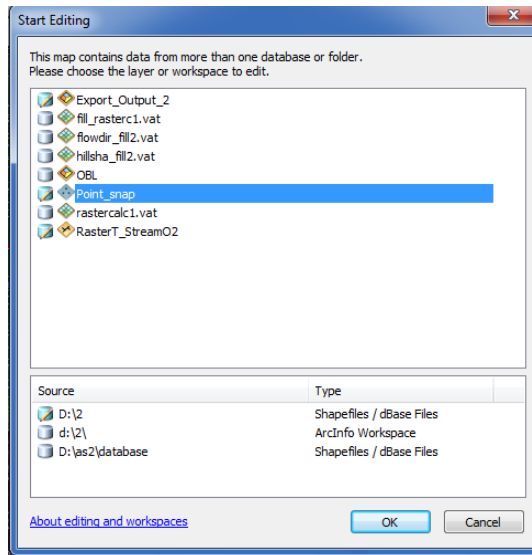 Start Editing
This map contains data from more than one database or folder.
Please choose the layer or workspace to edit.
Export_Output_2
fill_rasterc1.vat
flowdir_fill2.vat
hillsha_fill2.vat
OBL
Point_snap
rastercalc1.vat
RasterT_StreamO2
Source Type
D:\2 Shapefiles / dBase Files
d:\2\ ArcInfo Workspace
D:\as2\database Shapefiles / dBase Files
About editing and workspaces OK Cancel